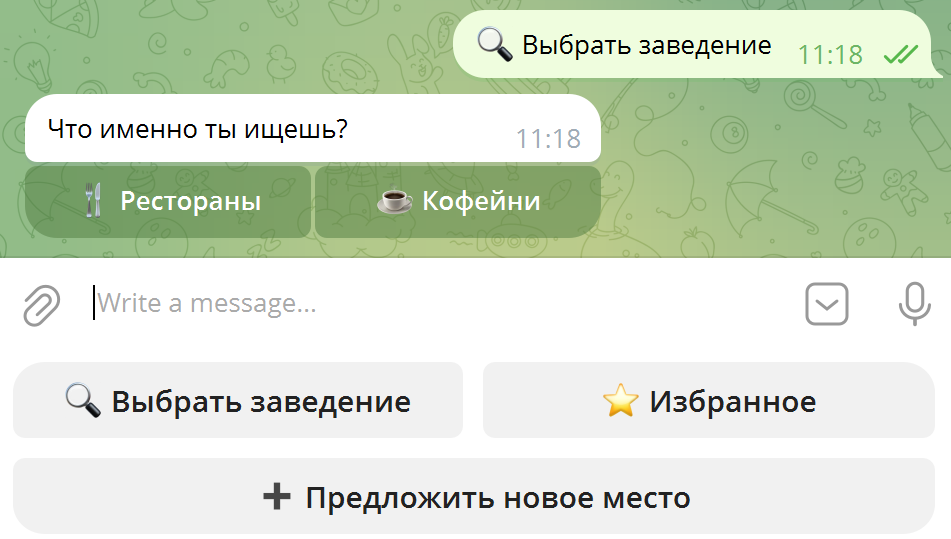 🔍 Выбрать заведение 11:18
Что именно ты ищешь? 11:18
🍴 Рестораны ☕ Кофейни
Write a message...
🔍 Выбрать заведение ⭐ Избранное
➕ Предложить новое место